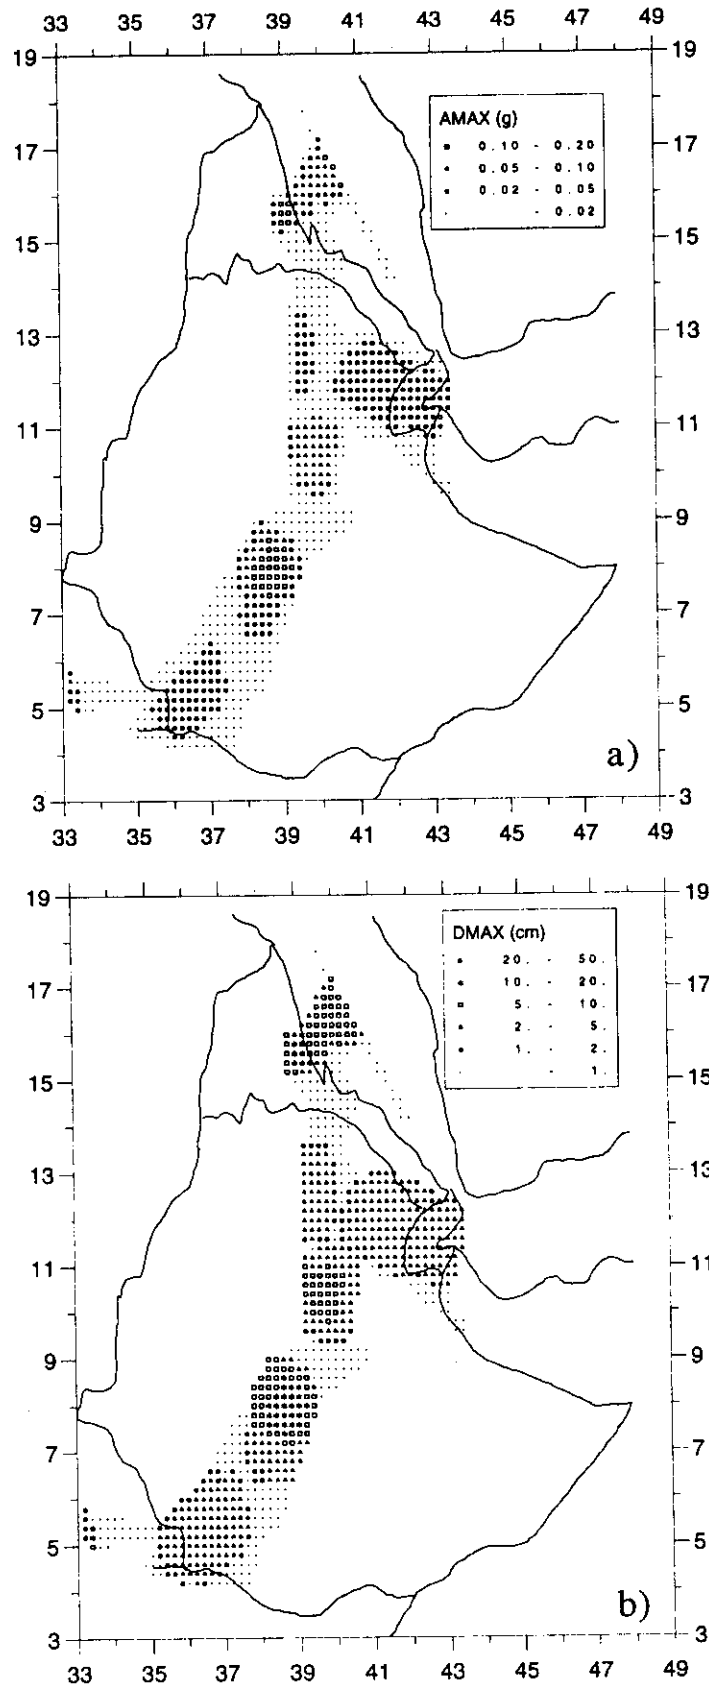 33 35 37 39 41 43 45 47 49
19 19
AMAX (g)
0.10 - 0.20
0.05 - 0.10
0.02 - 0.05
- 0.02
17 17
15 15
13 13
11 11
9 9
7 7
5 5
a)
3 3
33 35 37 39 41 43 45 47 49
19 19
DMAX (cm)
20. - 50.
10. - 20.
5. - 10.
2. - 5.
1. - 2.
- 1.
17 17
15 15
13 13
11 11
9 9
7 7
5 5
b)
3 3
33 35 37 39 41 43 45 47 49